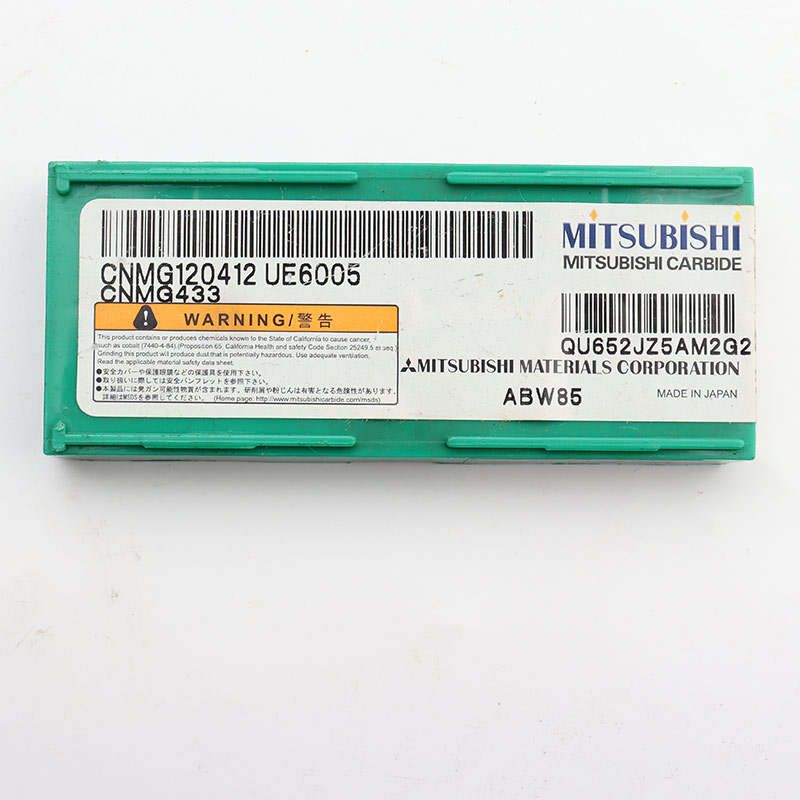 CNMG120412 UE6005
CNMG433
WARNING/警告
This product contains or produces chemicals known to the State of California to cause cancer,
such as cobalt (7440-4-84).(Proposition 65, California Health and safety Code Section 25249.5 et seq.)
Grinding this product will produce dust that is potentially hazardous. Use adequate ventilation.
Read the applicable material safety data sheet.
●安全カバーや保護眼鏡などの保護具を使用下さい。
●取り扱いに際しては安全パンフレットを参照下さい。
●本製品には発ガン可能性物質が含まれます。研削屑や粉じんは有害となる危険性があります。
詳細はMSDSを参照してください。(Home page: http://www.mitsubishicarbide.com/msds)
MITSUBISHI
MITSUBISHI CARBIDE
QU652JZ5AM2G2
MITSUBISHI MATERIALS CORPORATION
ABW85
MADE IN JAPAN